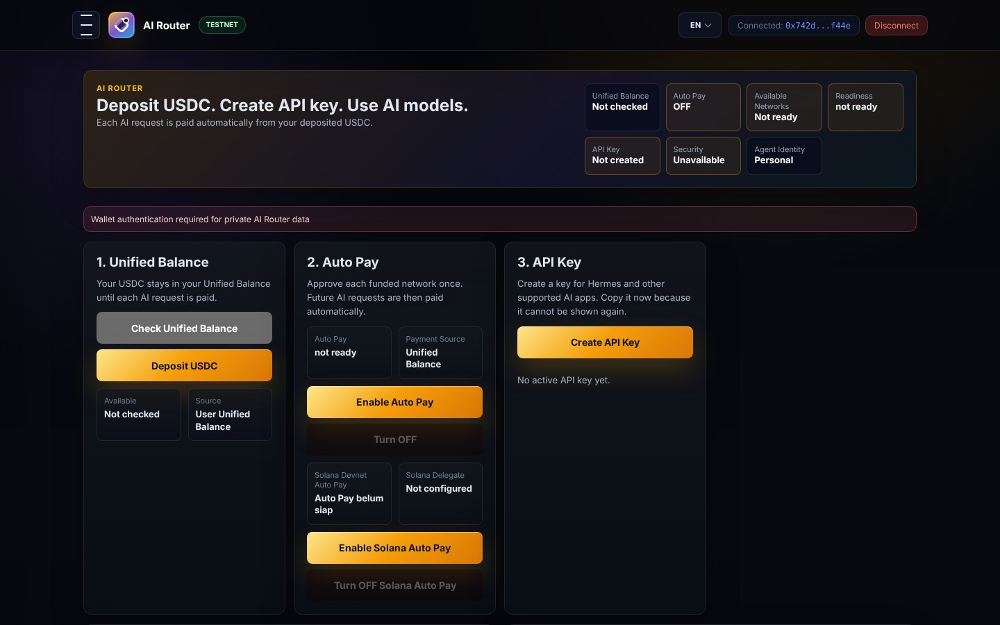 AI Router
TESTNET
EN
Connected: 0x742d...f44e
Disconnect
AI ROUTER
Deposit USDC. Create API key. Use AI models.
Each AI request is paid automatically from your deposited USDC.
Unified Balance
Not checked
Auto Pay
OFF
Available
Networks
Not ready
Readiness
not ready
API Key
Not created
Security
Unavailable
Agent Identity
Personal
Wallet authentication required for private AI Router data
1. Unified Balance
Your USDC stays in your Unified Balance
until each AI request is paid.
Check Unified Balance
Deposit USDC
Available
Not checked
Source
User Unified
Balance
2. Auto Pay
Approve each funded network once.
Future AI requests are then paid
automatically.
Auto Pay
not ready
Payment Source
Unified
Balance
Enable Auto Pay
Turn OFF
Solana Devnet
Auto Pay
Auto Pay belum
siap
Solana Delegate
Not configured
Enable Solana Auto Pay
Turn OFF Solana Auto Pay
3. API Key
Create a key for Hermes and other
supported AI apps. Copy it now because
it cannot be shown again.
Create API Key
No active API key yet.